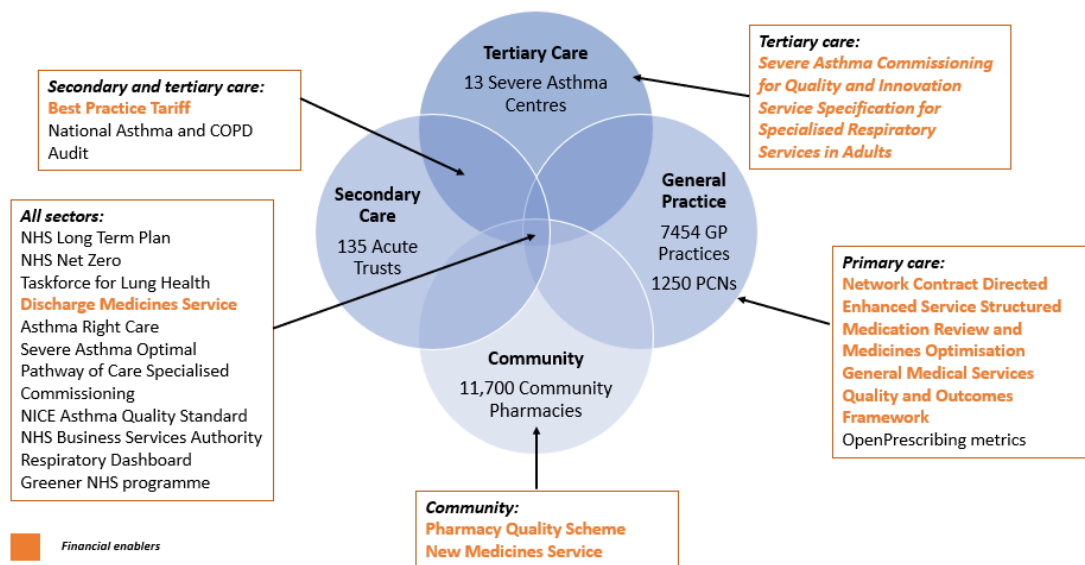 Tertiary Care
13 Severe Asthma
Centres
Secondary
Care
135 Acute
Trusts
General
Practice
7454 GP
Practices
1250 PCNs
Community
11,700 Community
Pharmacies
Secondary and tertiary care:
Best Practice Tariff
National Asthma and COPD
Audit
Tertiary care:
Severe Asthma Commissioning
for Quality and Innovation
Service Specification for
Specialised Respiratory
Services in Adults
All sectors:
NHS Long Term Plan
NHS Net Zero
Taskforce for Lung Health
Discharge Medicines Service
Asthma Right Care
Severe Asthma Optimal
Pathway of Care Specialised
Commissioning
NICE Asthma Quality Standard
NHS Business Services Authority
Respiratory Dashboard
Greener NHS programme
Primary care:
Network Contract Directed
Enhanced Service Structured
Medication Review and
Medicines Optimisation
General Medical Services
Quality and Outcomes
Framework
OpenPrescribing metrics
Community:
Pharmacy Quality Scheme
New Medicines Service
Financial enablers